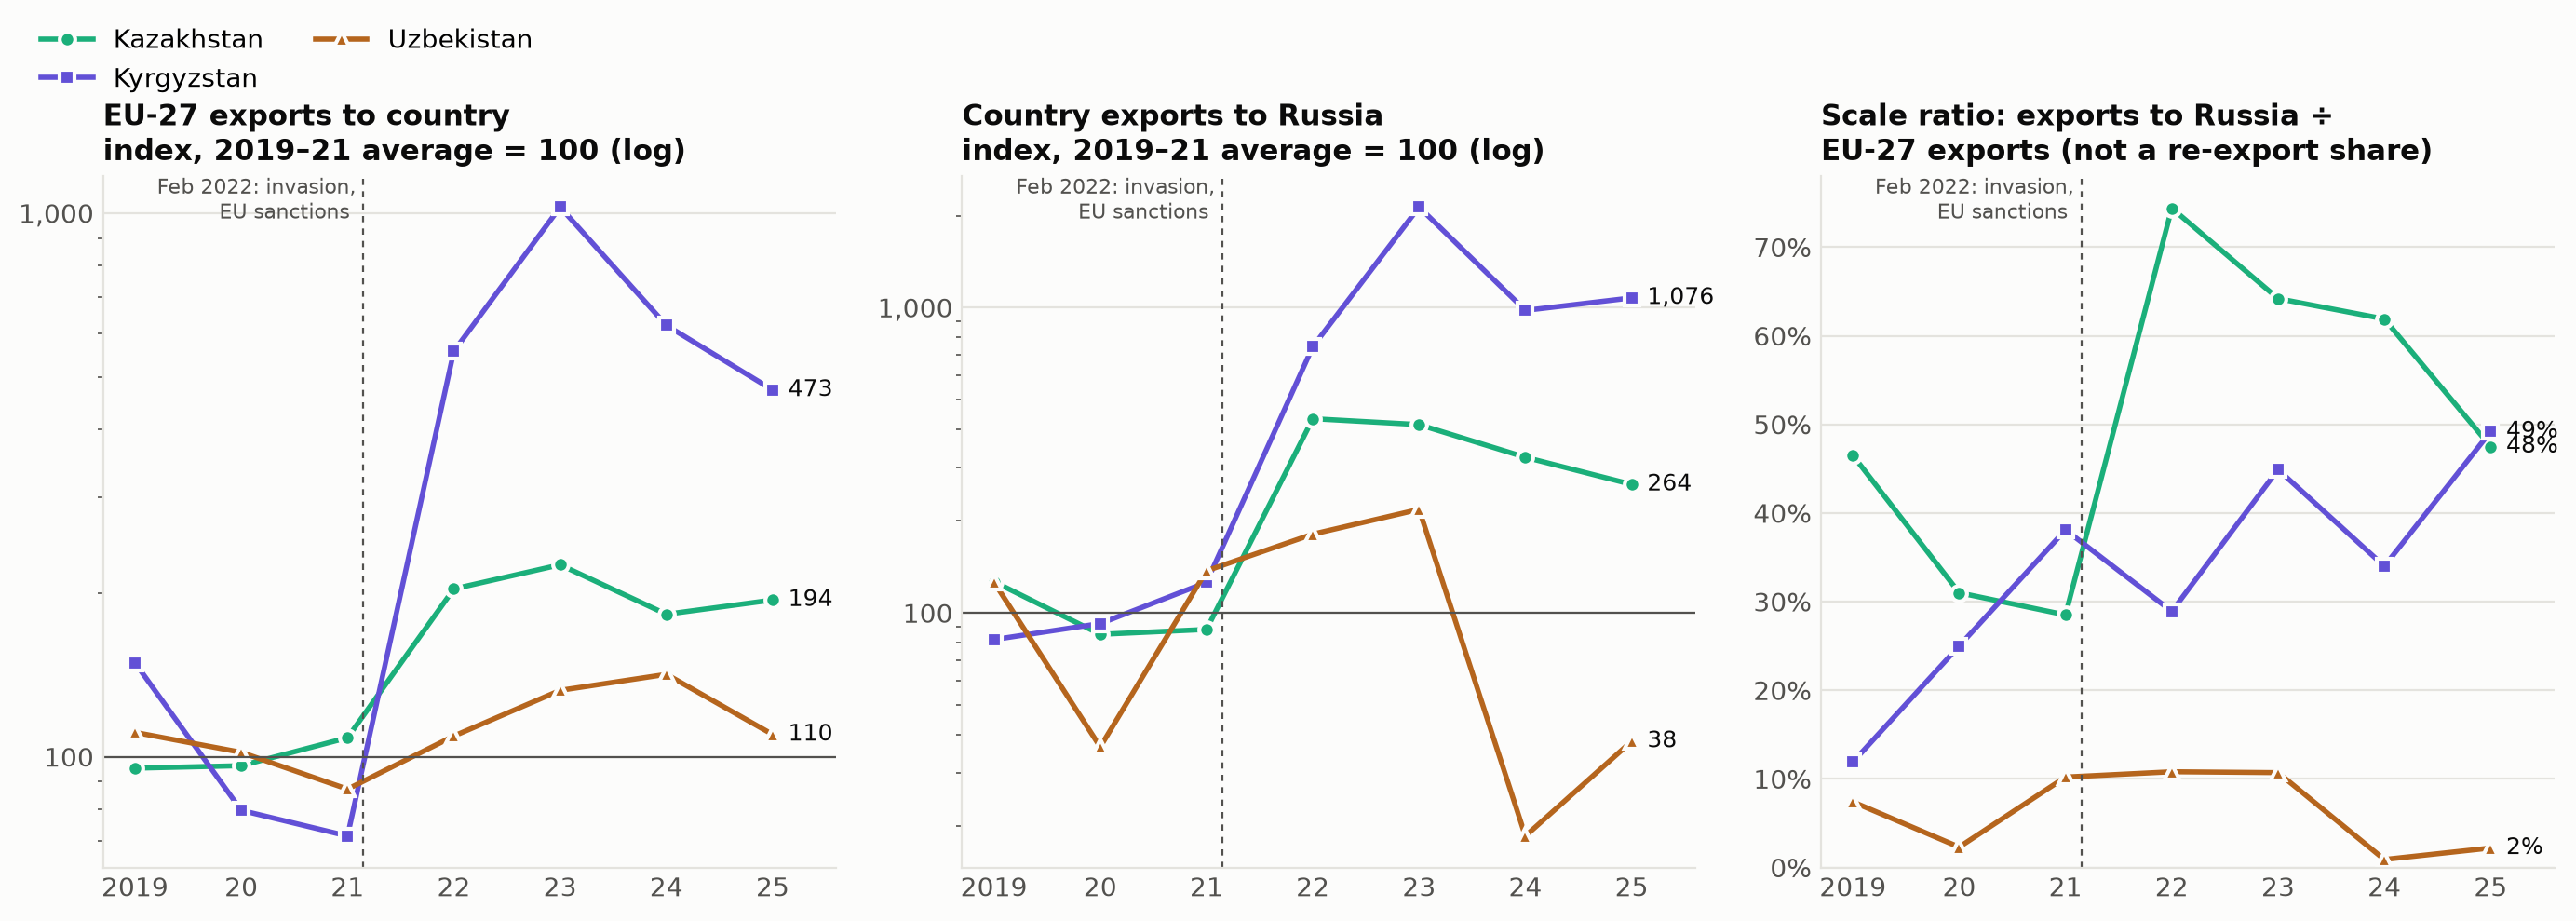 Kazakhstan
Uzbekistan
Kyrgyzstan
EU-27 exports to country
index, 2019–21 average = 100 (log)
Feb 2022: invasion,
EU sanctions
1,000
100
473
194
110
2019 20 21 22 23 24 25
Country exports to Russia
index, 2019–21 average = 100 (log)
Feb 2022: invasion,
EU sanctions
1,000
100
1,076
264
38
2019 20 21 22 23 24 25
Scale ratio: exports to Russia ÷
EU-27 exports (not a re-export share)
Feb 2022: invasion,
EU sanctions
70%
60%
50%
40%
30%
20%
10%
0%
49%
48%
2%
2019 20 21 22 23 24 25